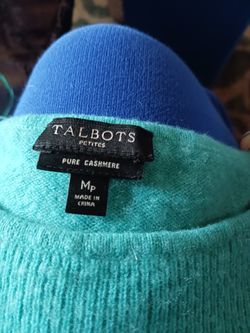 TALBOTS
PETITES
PURE CASHMERE
MP
MADE IN
CHINA